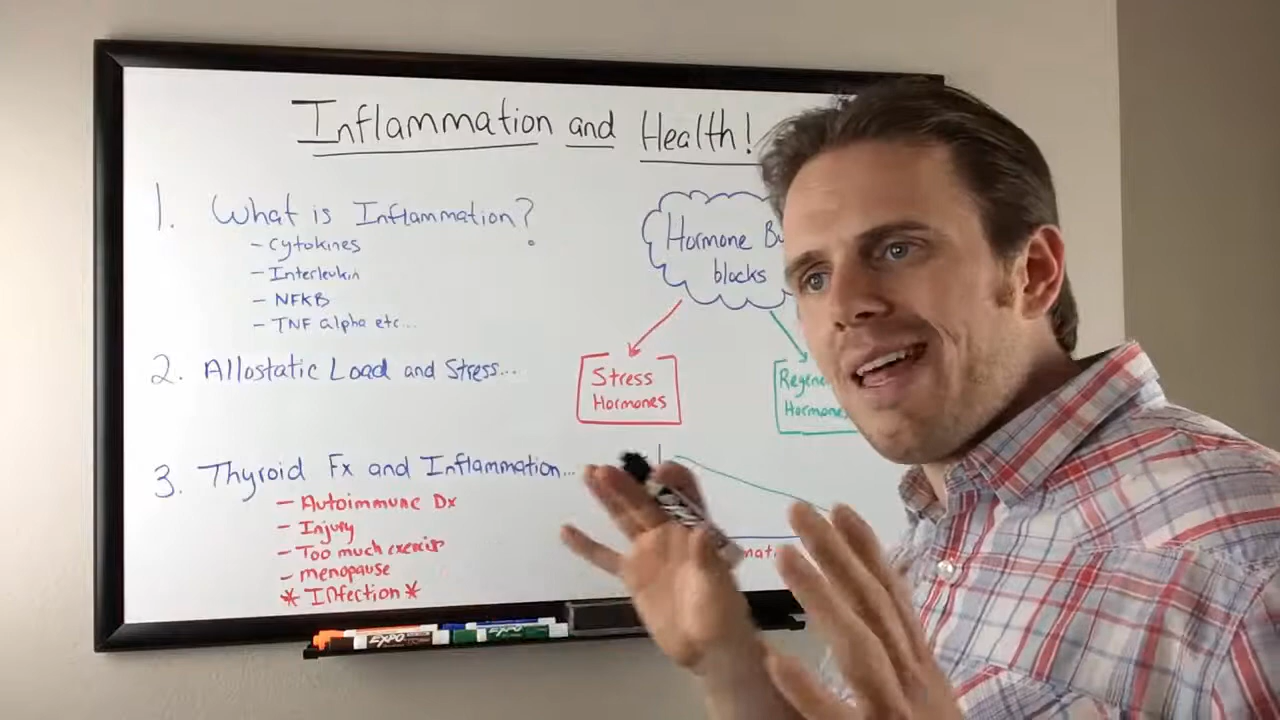 Inflammation and Health!
1. What is Inflammation?
- Cytokines
- Interleukin
- NFKB
- TNF alpha etc...
2. Allostatic Load and Stress...
3. Thyroid Fx and Inflammation...
- Autoimmune Dx
- Injury
- Too much exercise
- menopause
* Infection *
Hormone
blocks
Stress
Hormones
Hormones
EXPO
EXPO